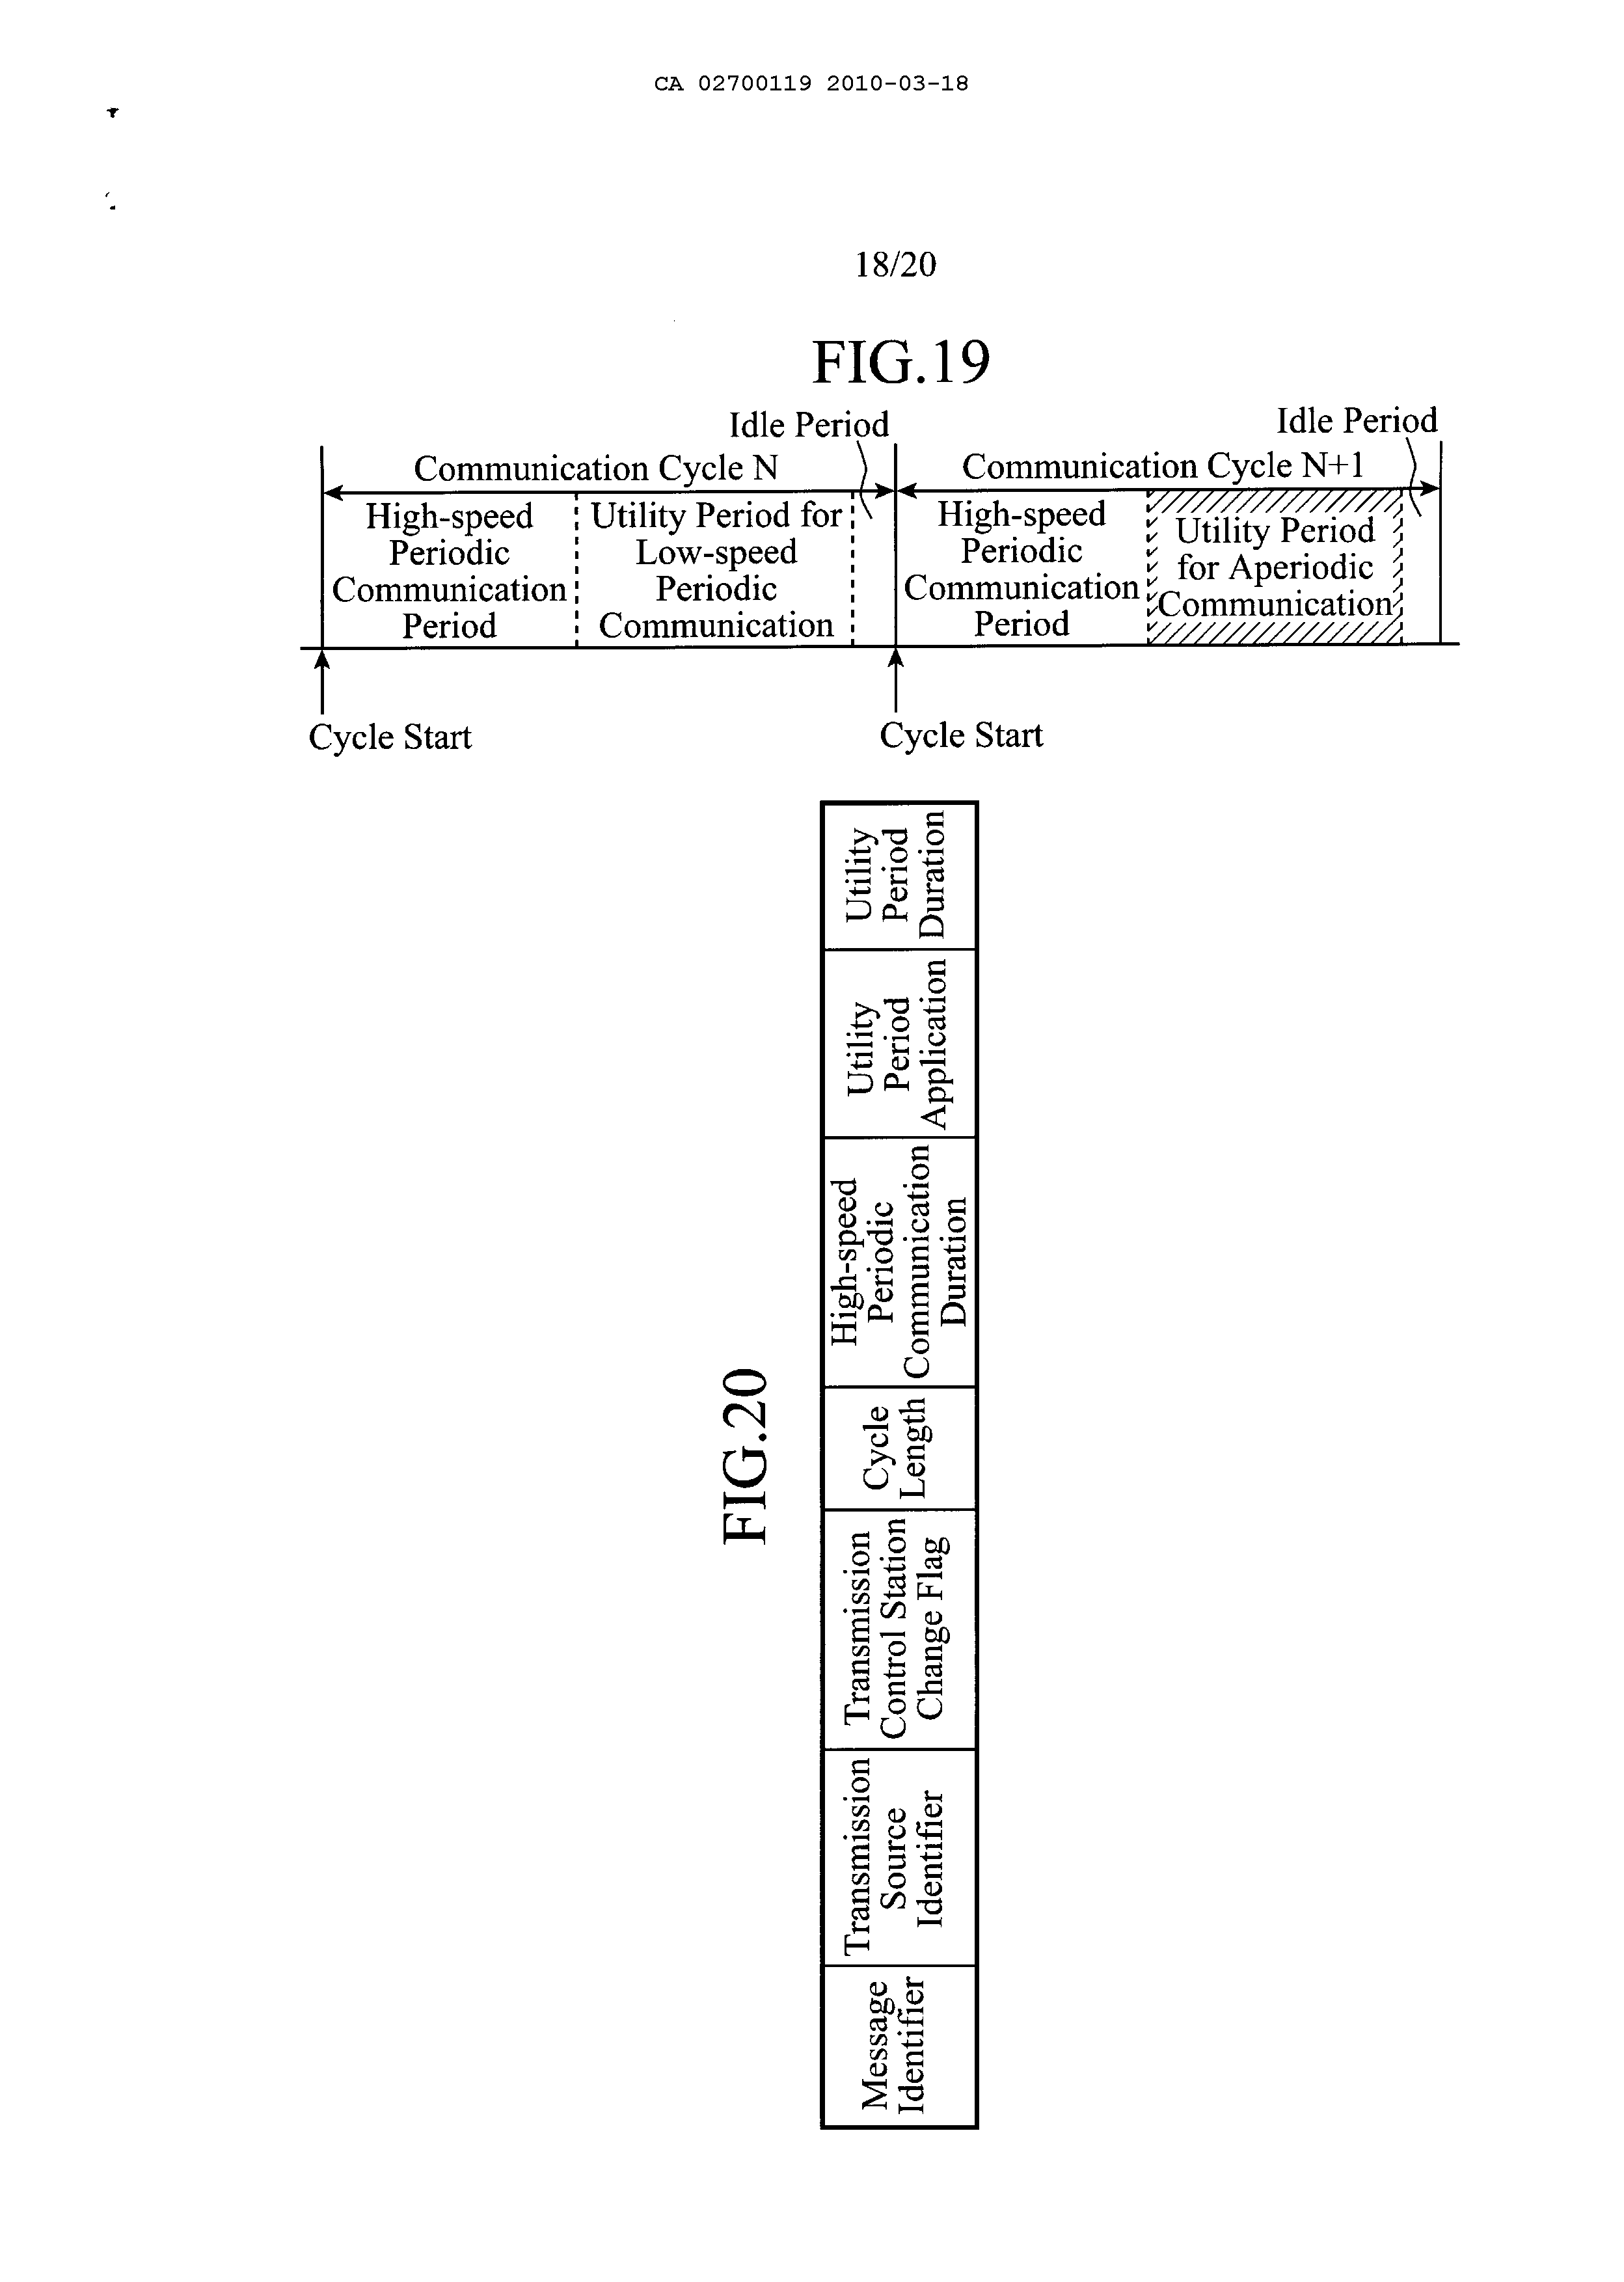 CA 02700119 2010-03-18
18/20
FIG.19
Idle Period
Idle Period
Communication Cycle N
Communication Cycle N+1
High-speed
Periodic
Communication
Period
Utility Period for
Low-speed
Periodic
Communication
High-speed
Periodic
Communication
Period
Utility Period
for Aperiodic
Communication
Cycle Start
Cycle Start
FIG.20
Message
Identifier
Transmission
Source
Identifier
Transmission
Control Station
Change Flag
Cycle
Length
High-speed
Periodic
Communication
Duration
Utility
Period
Application
Utility
Period
Duration